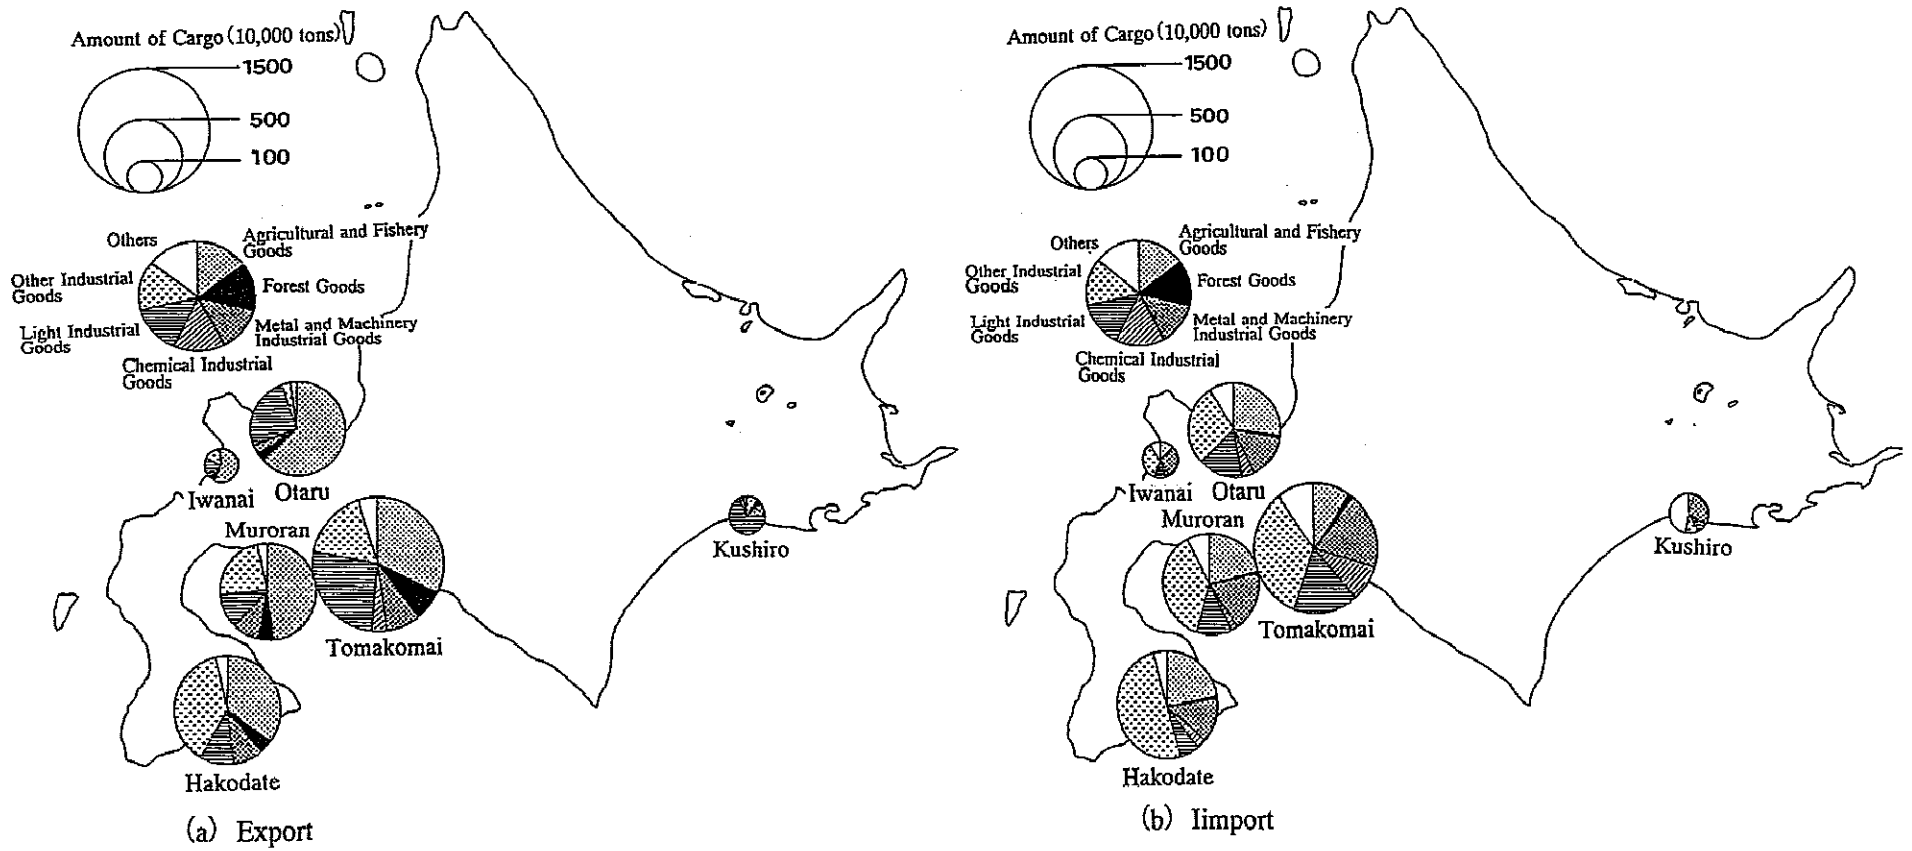 Amount of Cargo (10,000 tons)
1500
500
100
Others
Agricultural and Fishery
Goods
Other Industrial
Goods
Forest Goods
Light Industrial
Goods
Metal and Machinery
Industrial Goods
Chemical Industrial
Goods
Iwanai
Otaru
Muroran
Tomakomai
Kushiro
Hakodate
(a) Export
Amount of Cargo (10,000 tons)
1500
500
100
Others
Agricultural and Fishery
Goods
Other Industrial
Goods
Forest Goods
Light Industrial
Goods
Metal and Machinery
Industrial Goods
Chemical Industrial
Goods
Iwanai
Otaru
Muroran
Tomakomai
Kushiro
Hakodate
(b) Iimport